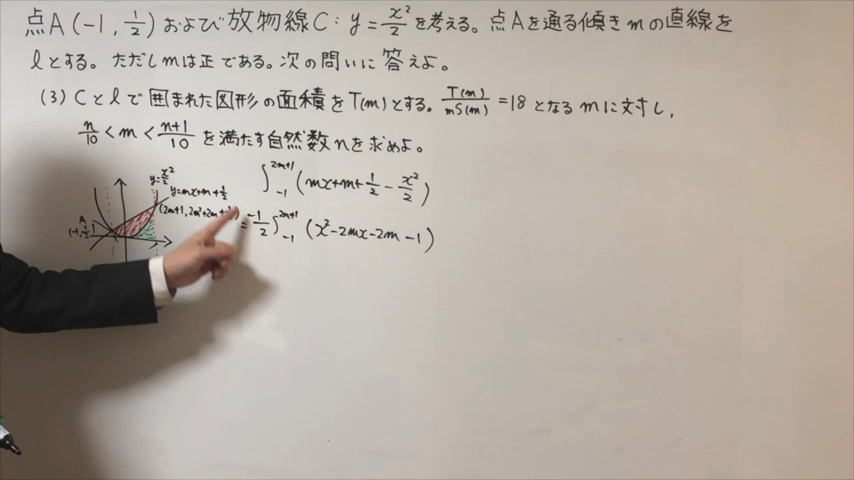 点A(-1, 1/2)および放物線C: y=x²/2を考える。点Aを通る傾きmの直線を
lとする。ただしmは正である。次の問いに答えよ。
(3) Cとlで囲まれた図形の面積をT(m)とする。T(m)/mS(m)=18となるmに対し,
n/10<m<n+1/10を満たす自然数nを求めよ。
y=x²/2
y=mx+m+1/2
(2m+1, 2m²+2m+
A
(-1, 1/2)
∫_{-1}^{2m+1}(mx+m+1/2-x²/2)
=-1/2∫_{-1}^{2m+1}(x²-2mx-2m-1)